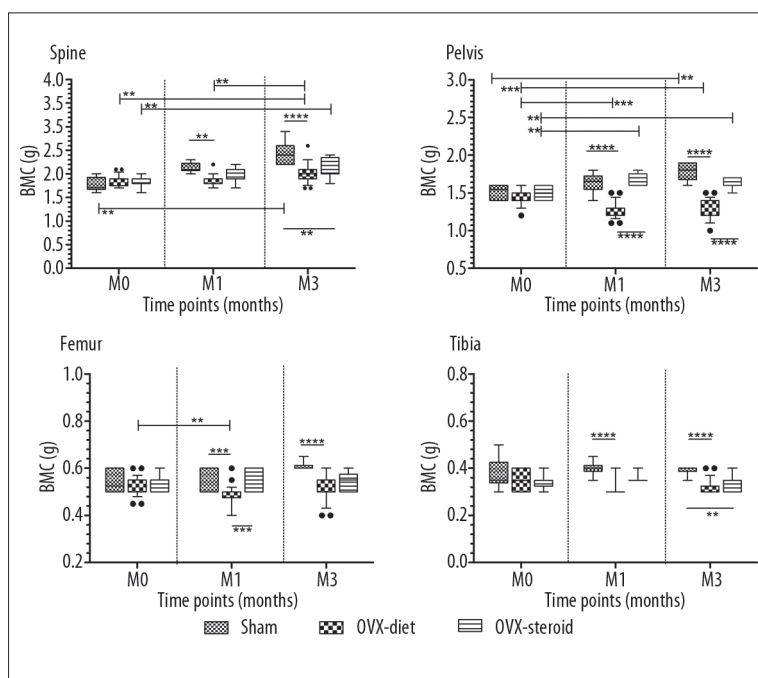 Spine
BMC (g)
4.0
3.5
3.0
2.5
2.0
1.5
1.0
0.5
0.0
**
**
**
**
****
**
**
M0
M1
M3
Time points (months)
Pelvis
BMC (g)
3.0
2.5
2.0
1.5
1.0
0.5
**
***
***
**
**
****
****
****
****
M0
M1
M3
Time points (months)
Femur
BMC (g)
1.0
0.8
0.6
0.4
0.2
**
***
****
***
M0
M1
M3
Time points (months)
Tibia
BMC (g)
0.8
0.6
0.4
0.2
0.0
****
****
**
M0
M1
M3
Time points (months)
Sham
OVX-diet
OVX-steroid